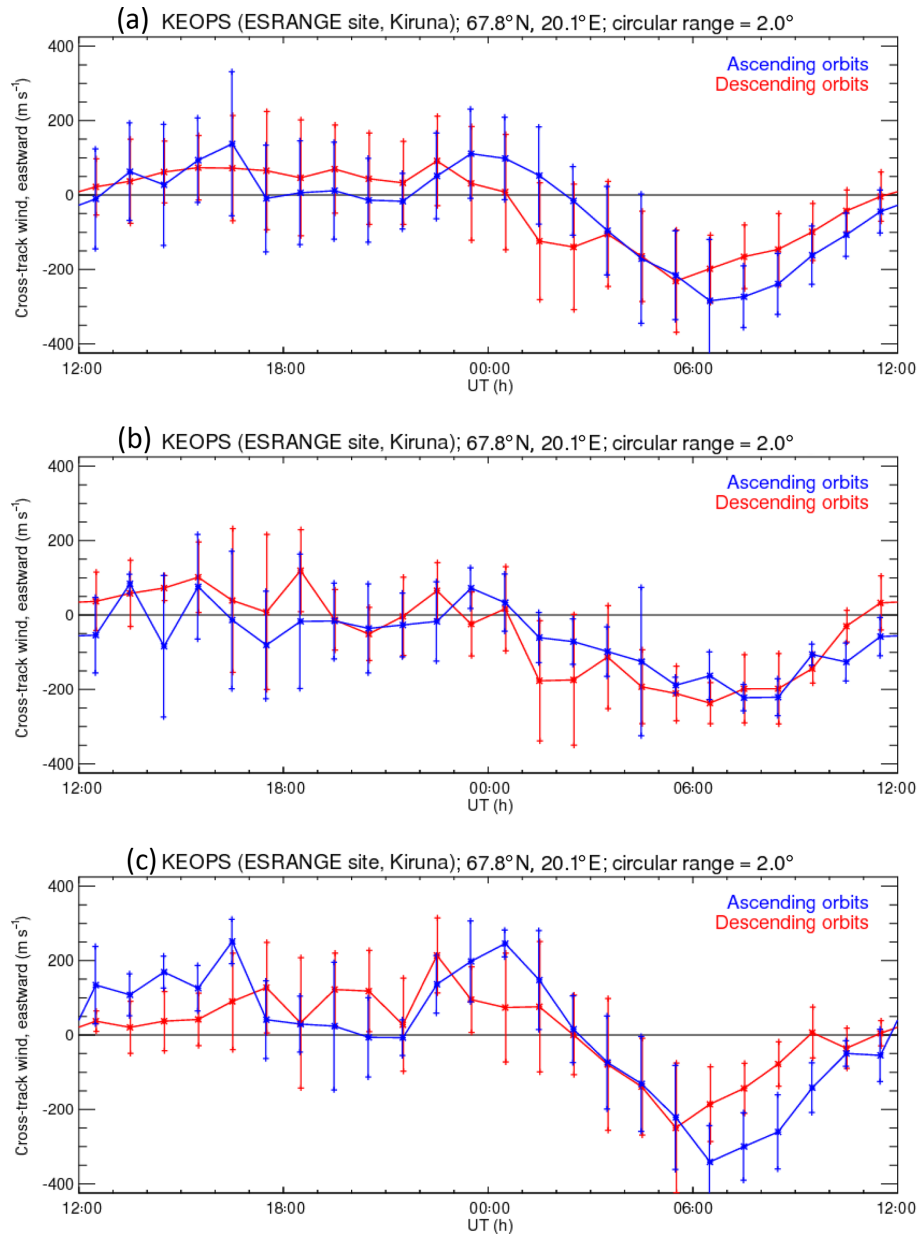 (a) KEOPS (ESRANGE site, Kiruna); 67.8°N, 20.1°E; circular range = 2.0°
Cross-track wind, eastward (m s⁻¹)
400
200
0
-200
-400
Ascending orbits
Descending orbits
12:00 18:00 00:00 06:00 12:00
UT (h)
(b) KEOPS (ESRANGE site, Kiruna); 67.8°N, 20.1°E; circular range = 2.0°
Cross-track wind, eastward (m s⁻¹)
400
200
0
-200
-400
Ascending orbits
Descending orbits
12:00 18:00 00:00 06:00 12:00
UT (h)
(c) KEOPS (ESRANGE site, Kiruna); 67.8°N, 20.1°E; circular range = 2.0°
Cross-track wind, eastward (m s⁻¹)
400
200
0
-200
-400
Ascending orbits
Descending orbits
12:00 18:00 00:00 06:00 12:00
UT (h)